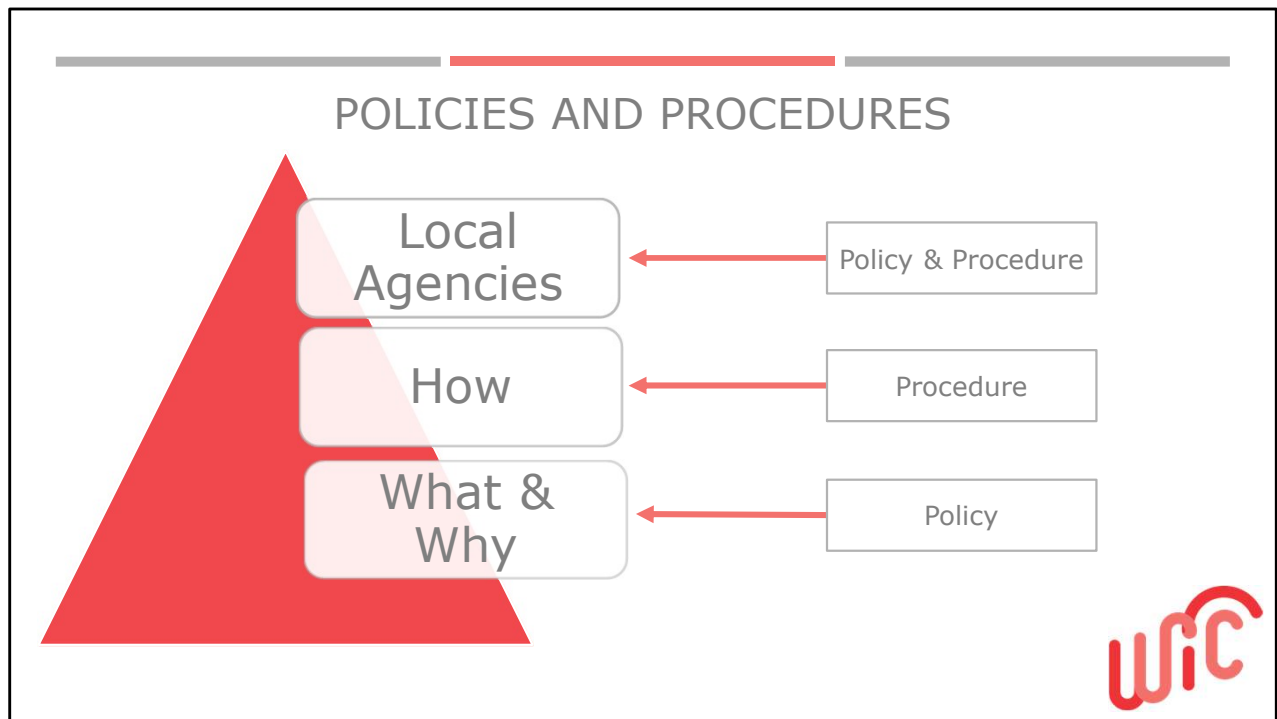 POLICIES AND PROCEDURES
Local
Agencies
Policy & Procedure
How
Procedure
What &
Why
Policy
WiC